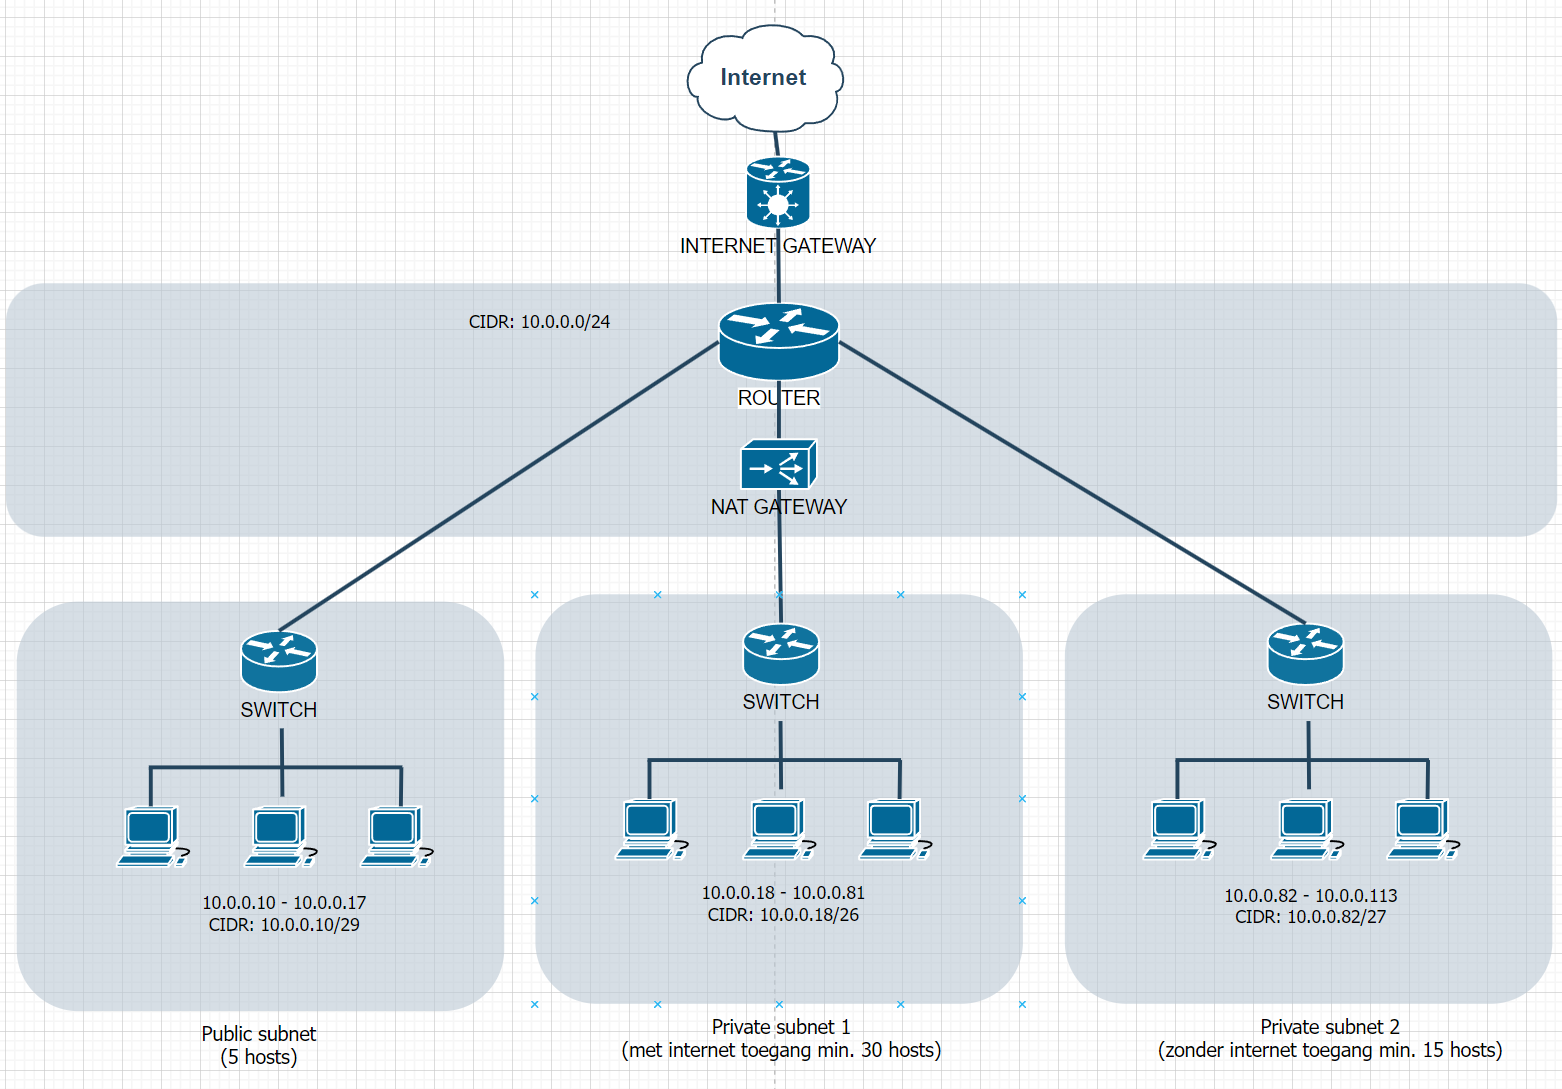 Internet
INTERNET GATEWAY
CIDR: 10.0.0.0/24
ROUTER
NAT GATEWAY
SWITCH
SWITCH
SWITCH
10.0.0.10 - 10.0.0.17
CIDR: 10.0.0.10/29
10.0.0.18 - 10.0.0.81
CIDR: 10.0.0.18/26
10.0.0.82 - 10.0.0.113
CIDR: 10.0.0.82/27
Public subnet
(5 hosts)
Private subnet 1
(met internet toegang min. 30 hosts)
Private subnet 2
(zonder internet toegang min. 15 hosts)